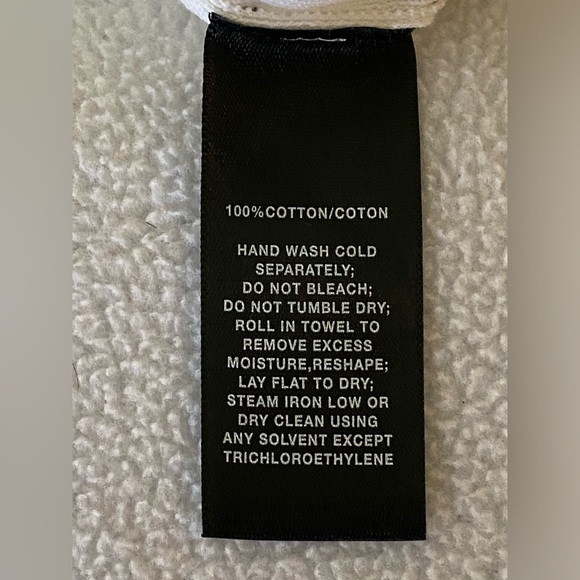 100%COTTON/COTON
HAND WASH COLD
SEPARATELY;
DO NOT BLEACH;
DO NOT TUMBLE DRY;
ROLL IN TOWEL TO
REMOVE EXCESS
MOISTURE,RESHAPE;
LAY FLAT TO DRY;
STEAM IRON LOW OR
DRY CLEAN USING
ANY SOLVENT EXCEPT
TRICHLOROETHYLENE